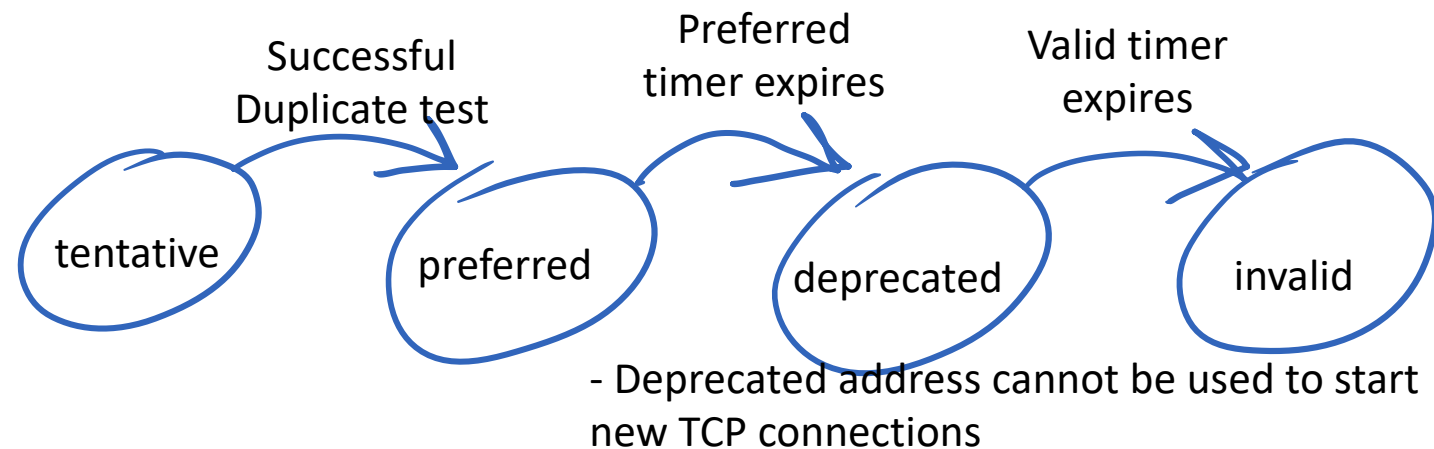 Successful
Duplicate test
Preferred
timer expires
Valid timer
expires
tentative
preferred
deprecated
invalid
- Deprecated address cannot be used to start
new TCP connections